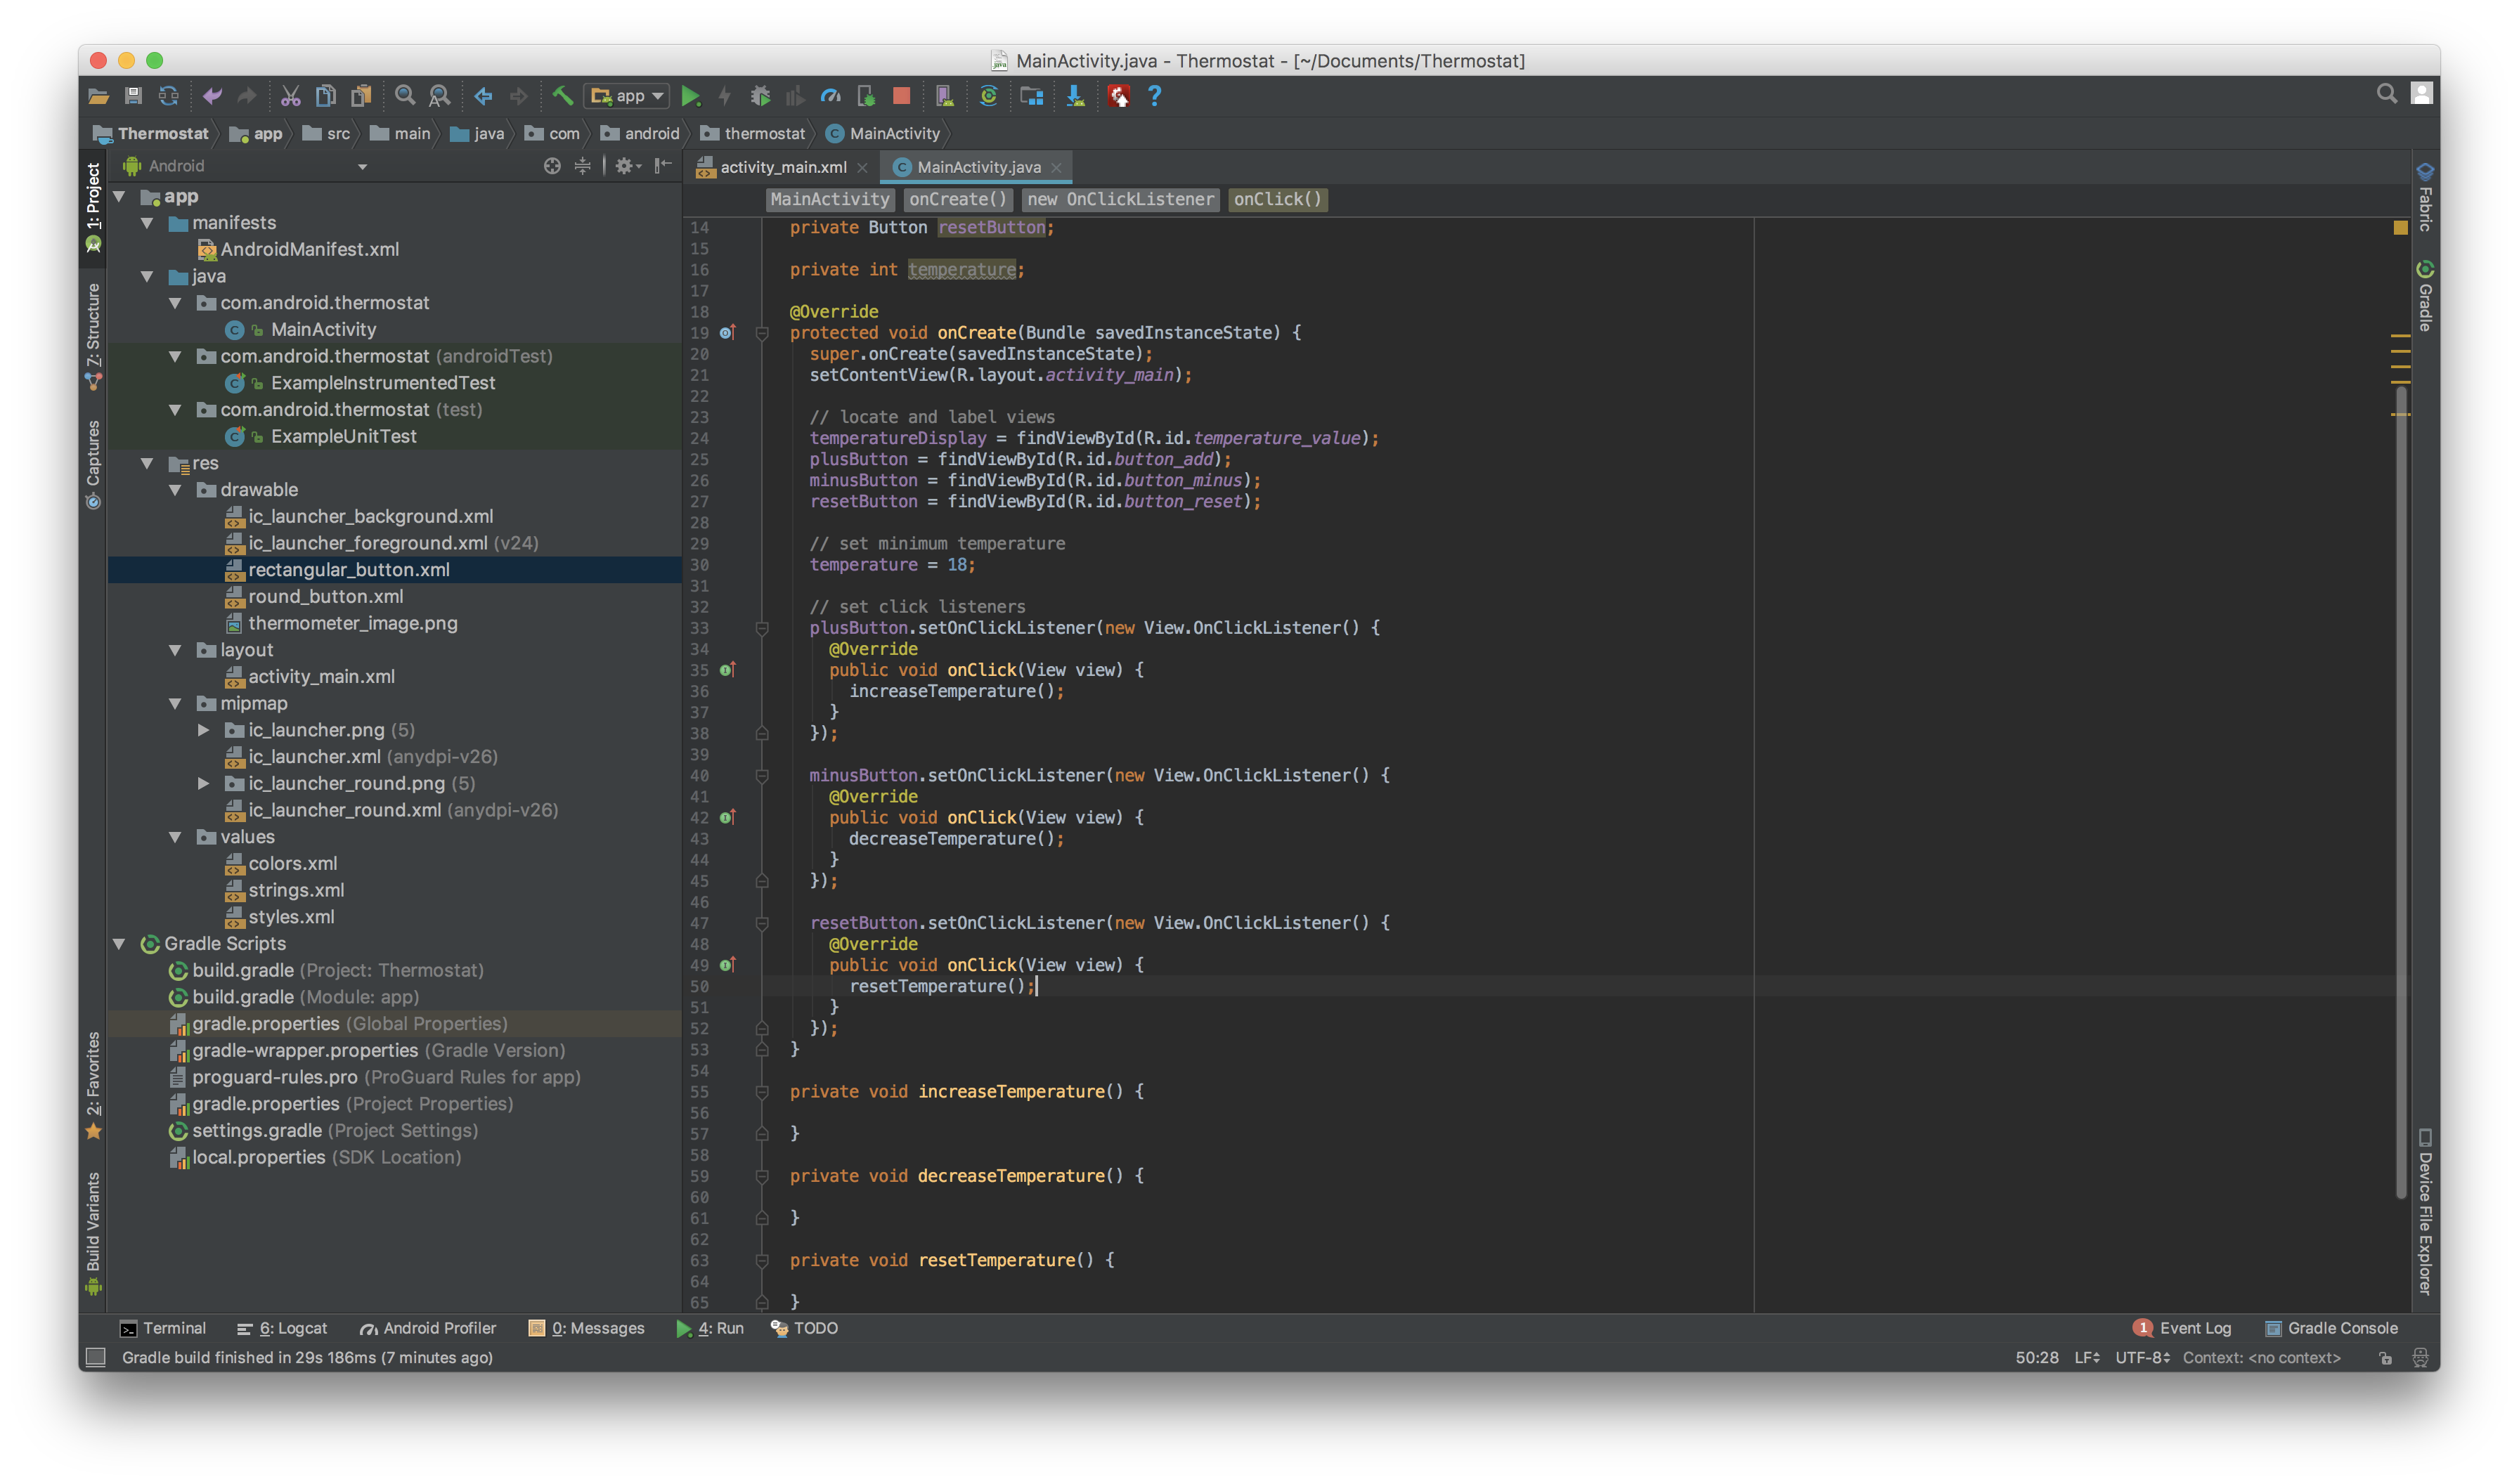 MainActivity.java - Thermostat - [~/Documents/Thermostat]
app
Thermostat app src main java com android thermostat MainActivity
Android
activity_main.xml MainActivity.java
MainActivity onCreate() new OnClickListener onClick()
1: Project
7: Structure
Captures
2: Favorites
Build Variants
app
manifests
AndroidManifest.xml
java
com.android.thermostat
MainActivity
com.android.thermostat (androidTest)
ExampleInstrumentedTest
com.android.thermostat (test)
ExampleUnitTest
res
drawable
ic_launcher_background.xml
ic_launcher_foreground.xml (v24)
rectangular_button.xml
round_button.xml
thermometer_image.png
layout
activity_main.xml
mipmap
ic_launcher.png (5)
ic_launcher.xml (anydpi-v26)
ic_launcher_round.png (5)
ic_launcher_round.xml (anydpi-v26)
values
colors.xml
strings.xml
styles.xml
Gradle Scripts
build.gradle (Project: Thermostat)
build.gradle (Module: app)
gradle.properties (Global Properties)
gradle-wrapper.properties (Gradle Version)
proguard-rules.pro (ProGuard Rules for app)
gradle.properties (Project Properties)
settings.gradle (Project Settings)
local.properties (SDK Location)
14 private Button resetButton;
15
16 private int temperature;
17
18 @Override
19 protected void onCreate(Bundle savedInstanceState) {
20 super.onCreate(savedInstanceState);
21 setContentView(R.layout.activity_main);
22
23 // locate and label views
24 temperatureDisplay = findViewById(R.id.temperature_value);
25 plusButton = findViewById(R.id.button_add);
26 minusButton = findViewById(R.id.button_minus);
27 resetButton = findViewById(R.id.button_reset);
28
29 // set minimum temperature
30 temperature = 18;
31
32 // set click listeners
33 plusButton.setOnClickListener(new View.OnClickListener() {
34 @Override
35 public void onClick(View view) {
36 increaseTemperature();
37 }
38 });
39
40 minusButton.setOnClickListener(new View.OnClickListener() {
41 @Override
42 public void onClick(View view) {
43 decreaseTemperature();
44 }
45 });
46
47 resetButton.setOnClickListener(new View.OnClickListener() {
48 @Override
49 public void onClick(View view) {
50 resetTemperature();
51 }
52 });
53 }
54
55 private void increaseTemperature() {
56
57 }
58
59 private void decreaseTemperature() {
60
61 }
62
63 private void resetTemperature() {
64
65 }
Fabric
Gradle
Device File Explorer
Terminal 6: Logcat Android Profiler 0: Messages 4: Run TODO 1 Event Log Gradle Console
Gradle build finished in 29s 186ms (7 minutes ago) 50:28 LF UTF-8 Context: <no context>